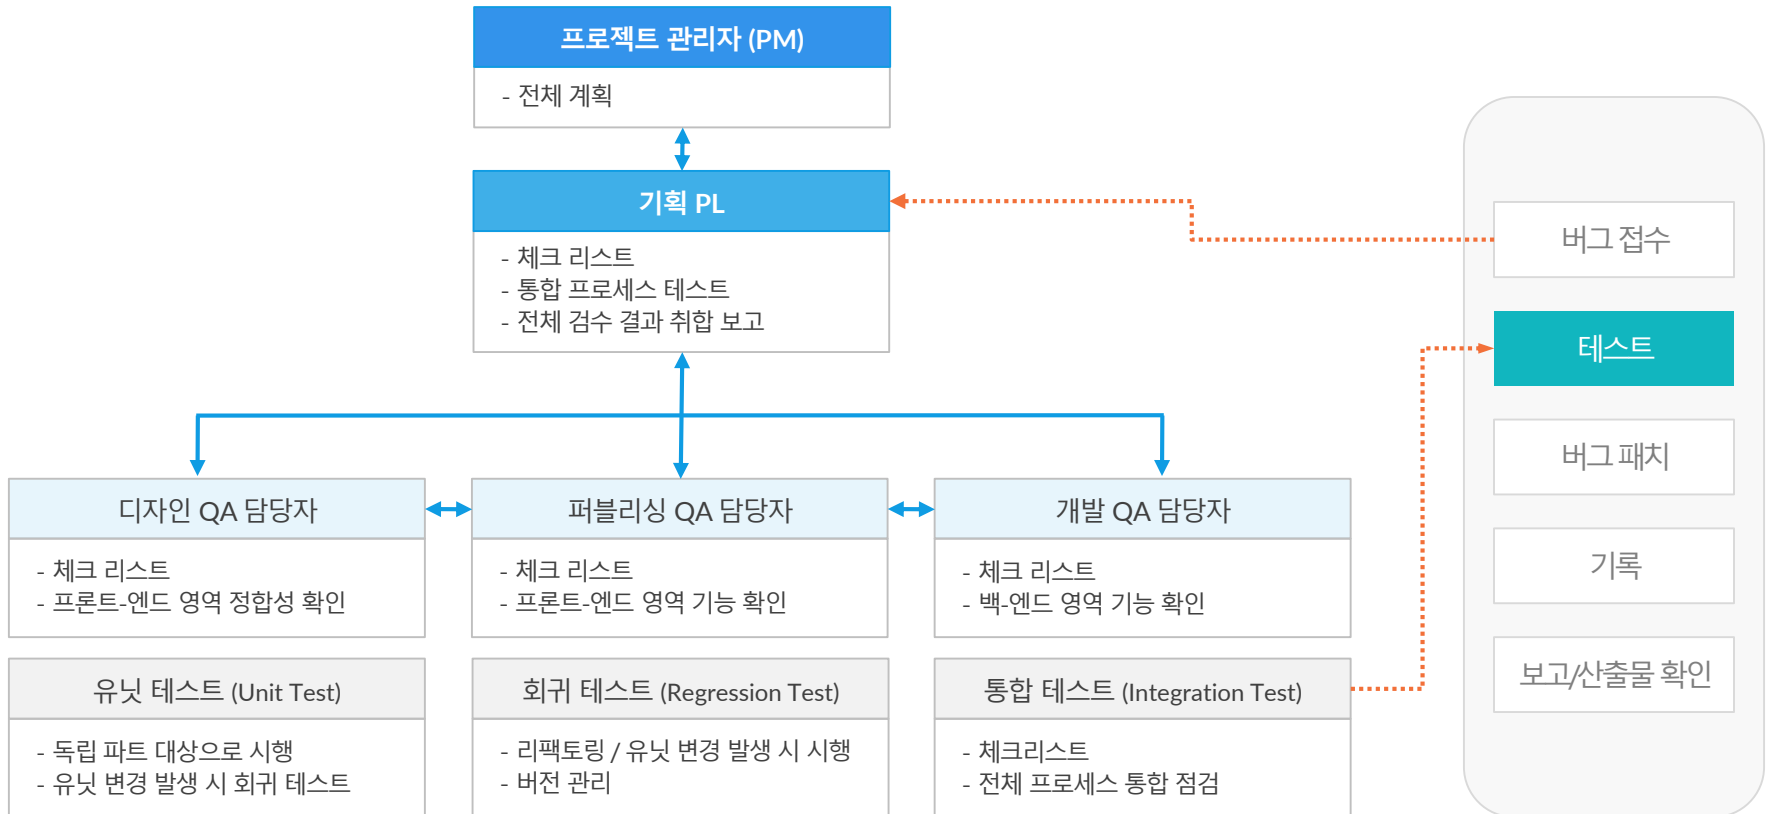 프로젝트 관리자 (PM)
- 전체 계획
기획 PL
- 체크 리스트
- 통합 프로세스 테스트
- 전체 검수 결과 취합 보고
디자인 QA 담당자
- 체크 리스트
- 프론트-엔드 영역 정합성 확인
퍼블리싱 QA 담당자
- 체크 리스트
- 프론트-엔드 영역 기능 확인
개발 QA 담당자
- 체크 리스트
- 백-엔드 영역 기능 확인
유닛 테스트 (Unit Test)
- 독립 파트 대상으로 시행
- 유닛 변경 발생 시 회귀 테스트
회귀 테스트 (Regression Test)
- 리팩토링 / 유닛 변경 발생 시 시행
- 버전 관리
통합 테스트 (Integration Test)
- 체크리스트
- 전체 프로세스 통합 점검
버그 접수
테스트
버그 패치
기록
보고/산출물 확인